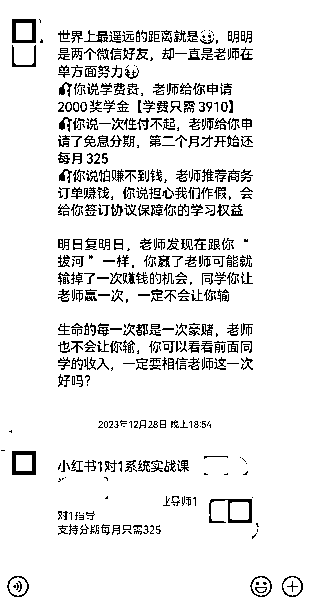 世界上最遥远的距离就是，明明
是两个微信好友，却一直是老师在
单方面努力
你说学费贵，老师给你申请
2000奖学金【学费只需3910】
你说一次性付不起，老师给你申
请了免息分期，第二个月才开始还
每月325
你说怕赚不到钱，老师推荐商务
订单赚钱，你说担心我们作假，会
给你签订协议保障你的学习权益
明日复明日，老师发现在跟你“
拔河”一样，你赢了老师可能就
输掉了一次赚钱的机会，同学你让
老师赢一次，一定不会让你输
生命的每一次都是一次豪赌，老师
也不会让你输，你可以看看前面同
学的收入，一定要相信老师这一次
好吗？
2023年12月28日 晚上18:54
小红书1对1系统实战课
业导师1
对1指导
支持分期每月只需325